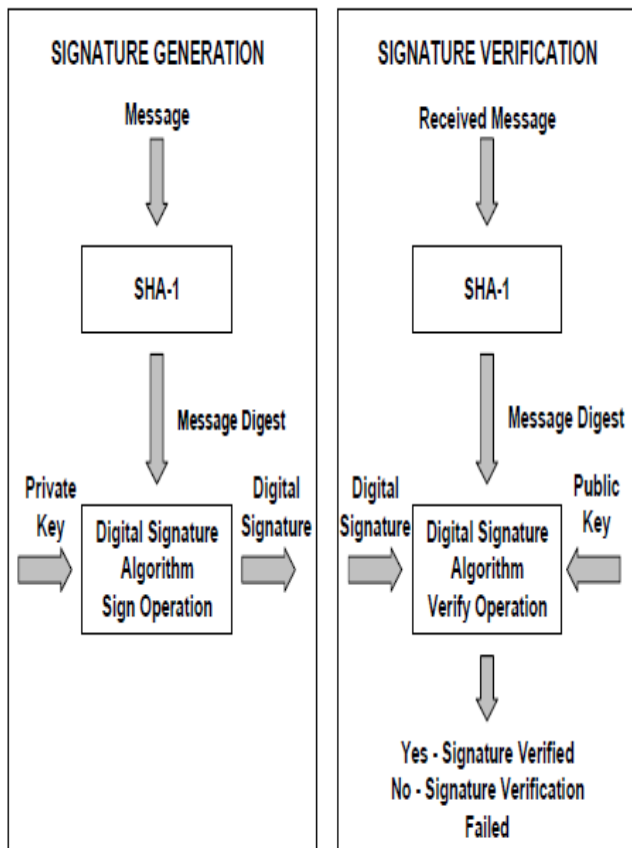 SIGNATURE GENERATION
Message
SHA-1
Message Digest
Private
Key
Digital Signature
Algorithm
Sign Operation
Digital
Signature
SIGNATURE VERIFICATION
Received Message
SHA-1
Message Digest
Digital
Signature
Digital Signature
Algorithm
Verify Operation
Public
Key
Yes - Signature Verified
No - Signature Verification
Failed